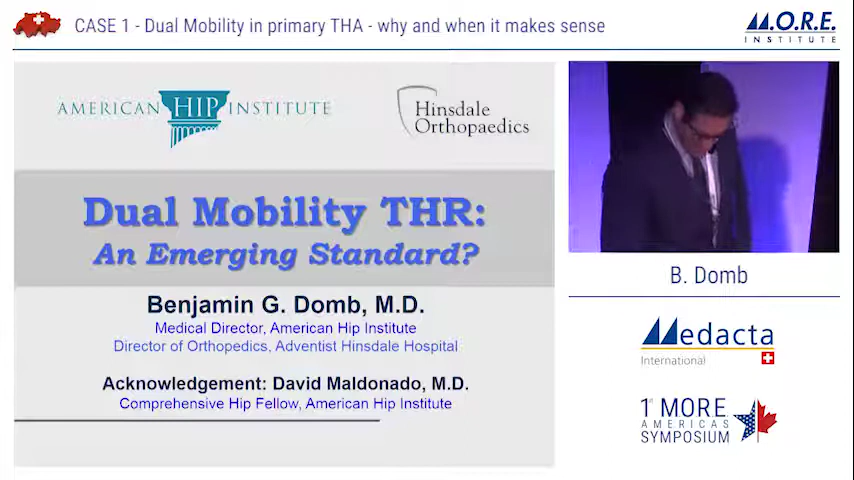 CASE 1 - Dual Mobility in primary THA - why and when it makes sense
M.O.R.E.
INSTITUTE
AMERICAN HIP INSTITUTE
Hinsdale
Orthopaedics
Dual Mobility THR:
An Emerging Standard?
Benjamin G. Domb, M.D.
Medical Director, American Hip Institute
Director of Orthopedics, Adventist Hinsdale Hospital
Acknowledgement: David Maldonado, M.D.
Comprehensive Hip Fellow, American Hip Institute
B. Domb
Medacta
International
1st MORE
AMERICAS
SYMPOSIUM